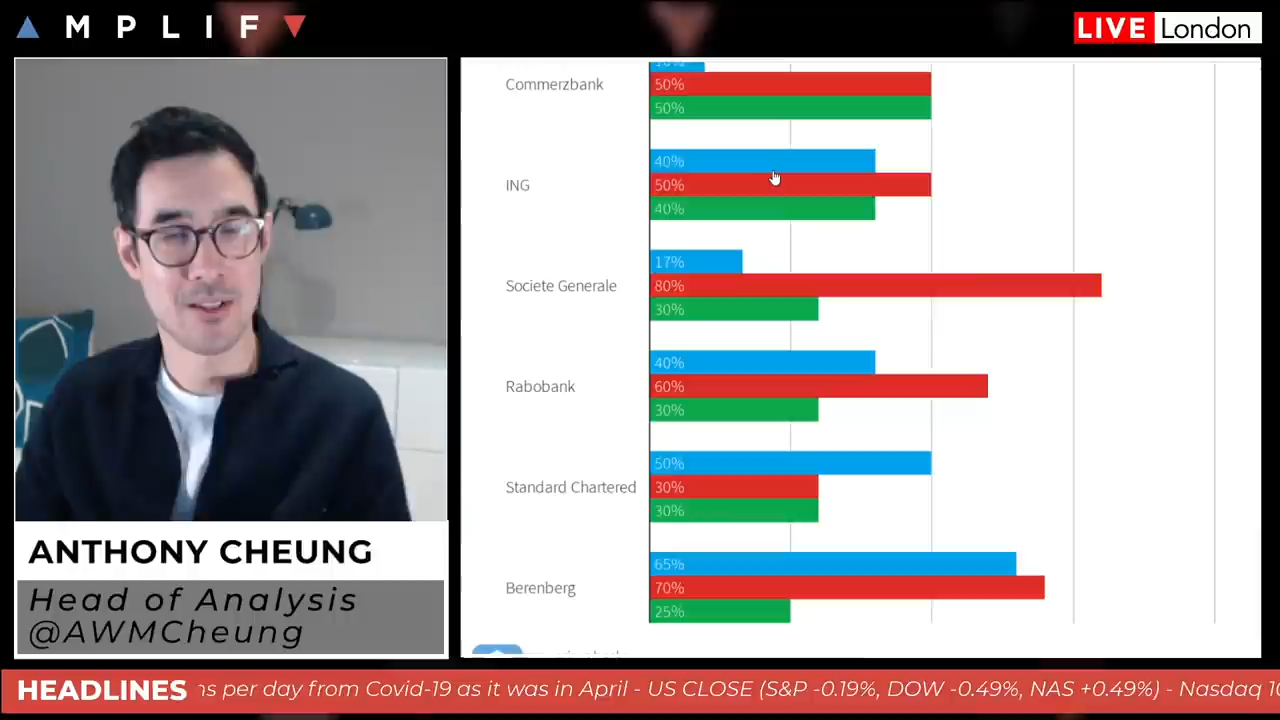 AMPLIFY
LIVE London
Commerzbank
50%
50%
ING
40%
50%
40%
Societe Generale
17%
80%
30%
Rabobank
40%
60%
30%
Standard Chartered
50%
30%
30%
Berenberg
65%
70%
25%
ANTHONY CHEUNG
Head of Analysis
@AWMCheung
HEADLINES
per day from Covid-19 as it was in April - US CLOSE (S&P -0.19%, DOW -0.49%, NAS +0.49%) - Nasdaq